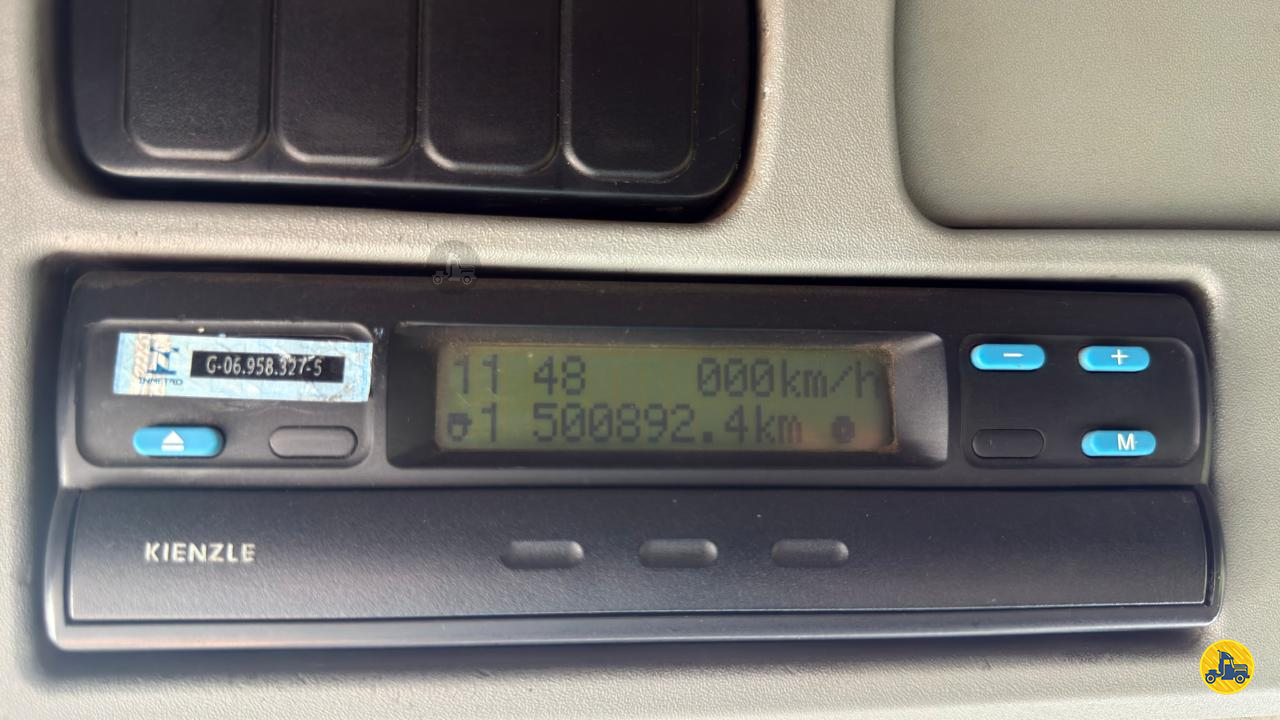 INMETRO
G-06.958.327-5
11 48 000km/h
1 500892.4km
− +
M
KIENZLE